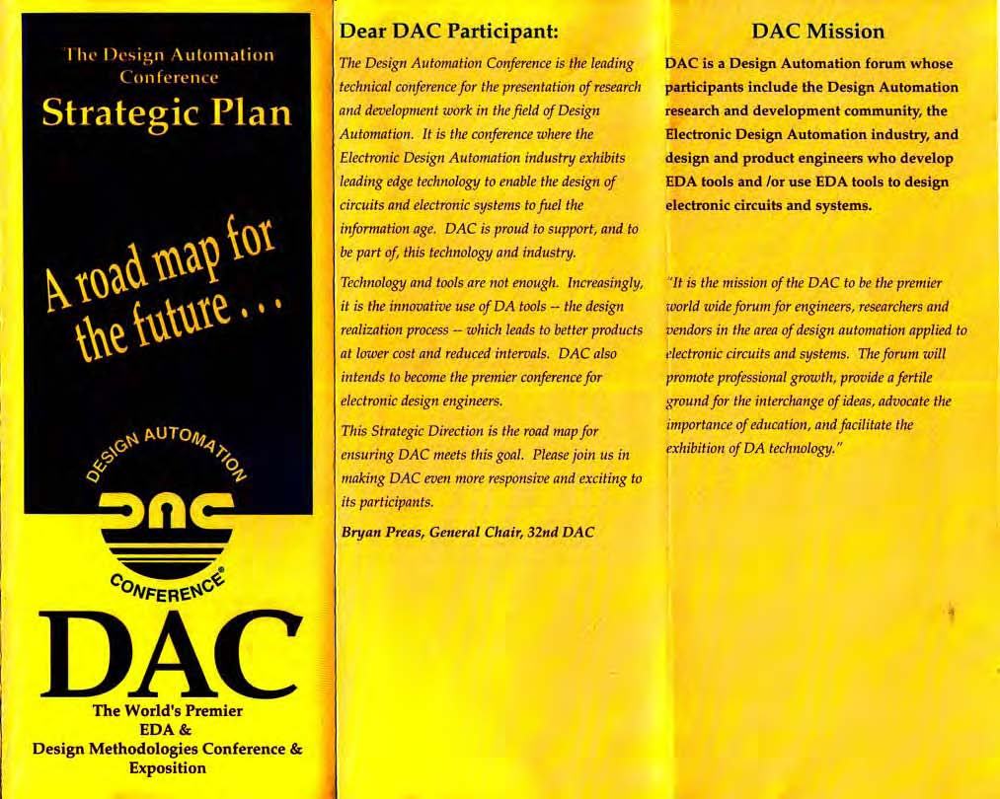 The Design Automation
Conference
Strategic Plan
A road map for
the future . . .
DESIGN AUTOMATION
DAC
CONFERENCE®
DAC
The World's Premier
EDA &
Design Methodologies Conference &
Exposition
Dear DAC Participant:
The Design Automation Conference is the leading
technical conference for the presentation of research
and development work in the field of Design
Automation. It is the conference where the
Electronic Design Automation industry exhibits
leading edge technology to enable the design of
circuits and electronic systems to fuel the
information age. DAC is proud to support, and to
be part of, this technology and industry.
Technology and tools are not enough. Increasingly,
it is the innovative use of DA tools -- the design
realization process -- which leads to better products
at lower cost and reduced intervals. DAC also
intends to become the premier conference for
electronic design engineers.
This Strategic Direction is the road map for
ensuring DAC meets this goal. Please join us in
making DAC even more responsive and exciting to
its participants.
Bryan Preas, General Chair, 32nd DAC
DAC Mission
DAC is a Design Automation forum whose
participants include the Design Automation
research and development community, the
Electronic Design Automation industry, and
design and product engineers who develop
EDA tools and /or use EDA tools to design
electronic circuits and systems.
"It is the mission of the DAC to be the premier
world wide forum for engineers, researchers and
vendors in the area of design automation applied to
electronic circuits and systems. The forum will
promote professional growth, provide a fertile
ground for the interchange of ideas, advocate the
importance of education, and facilitate the
exhibition of DA technology."